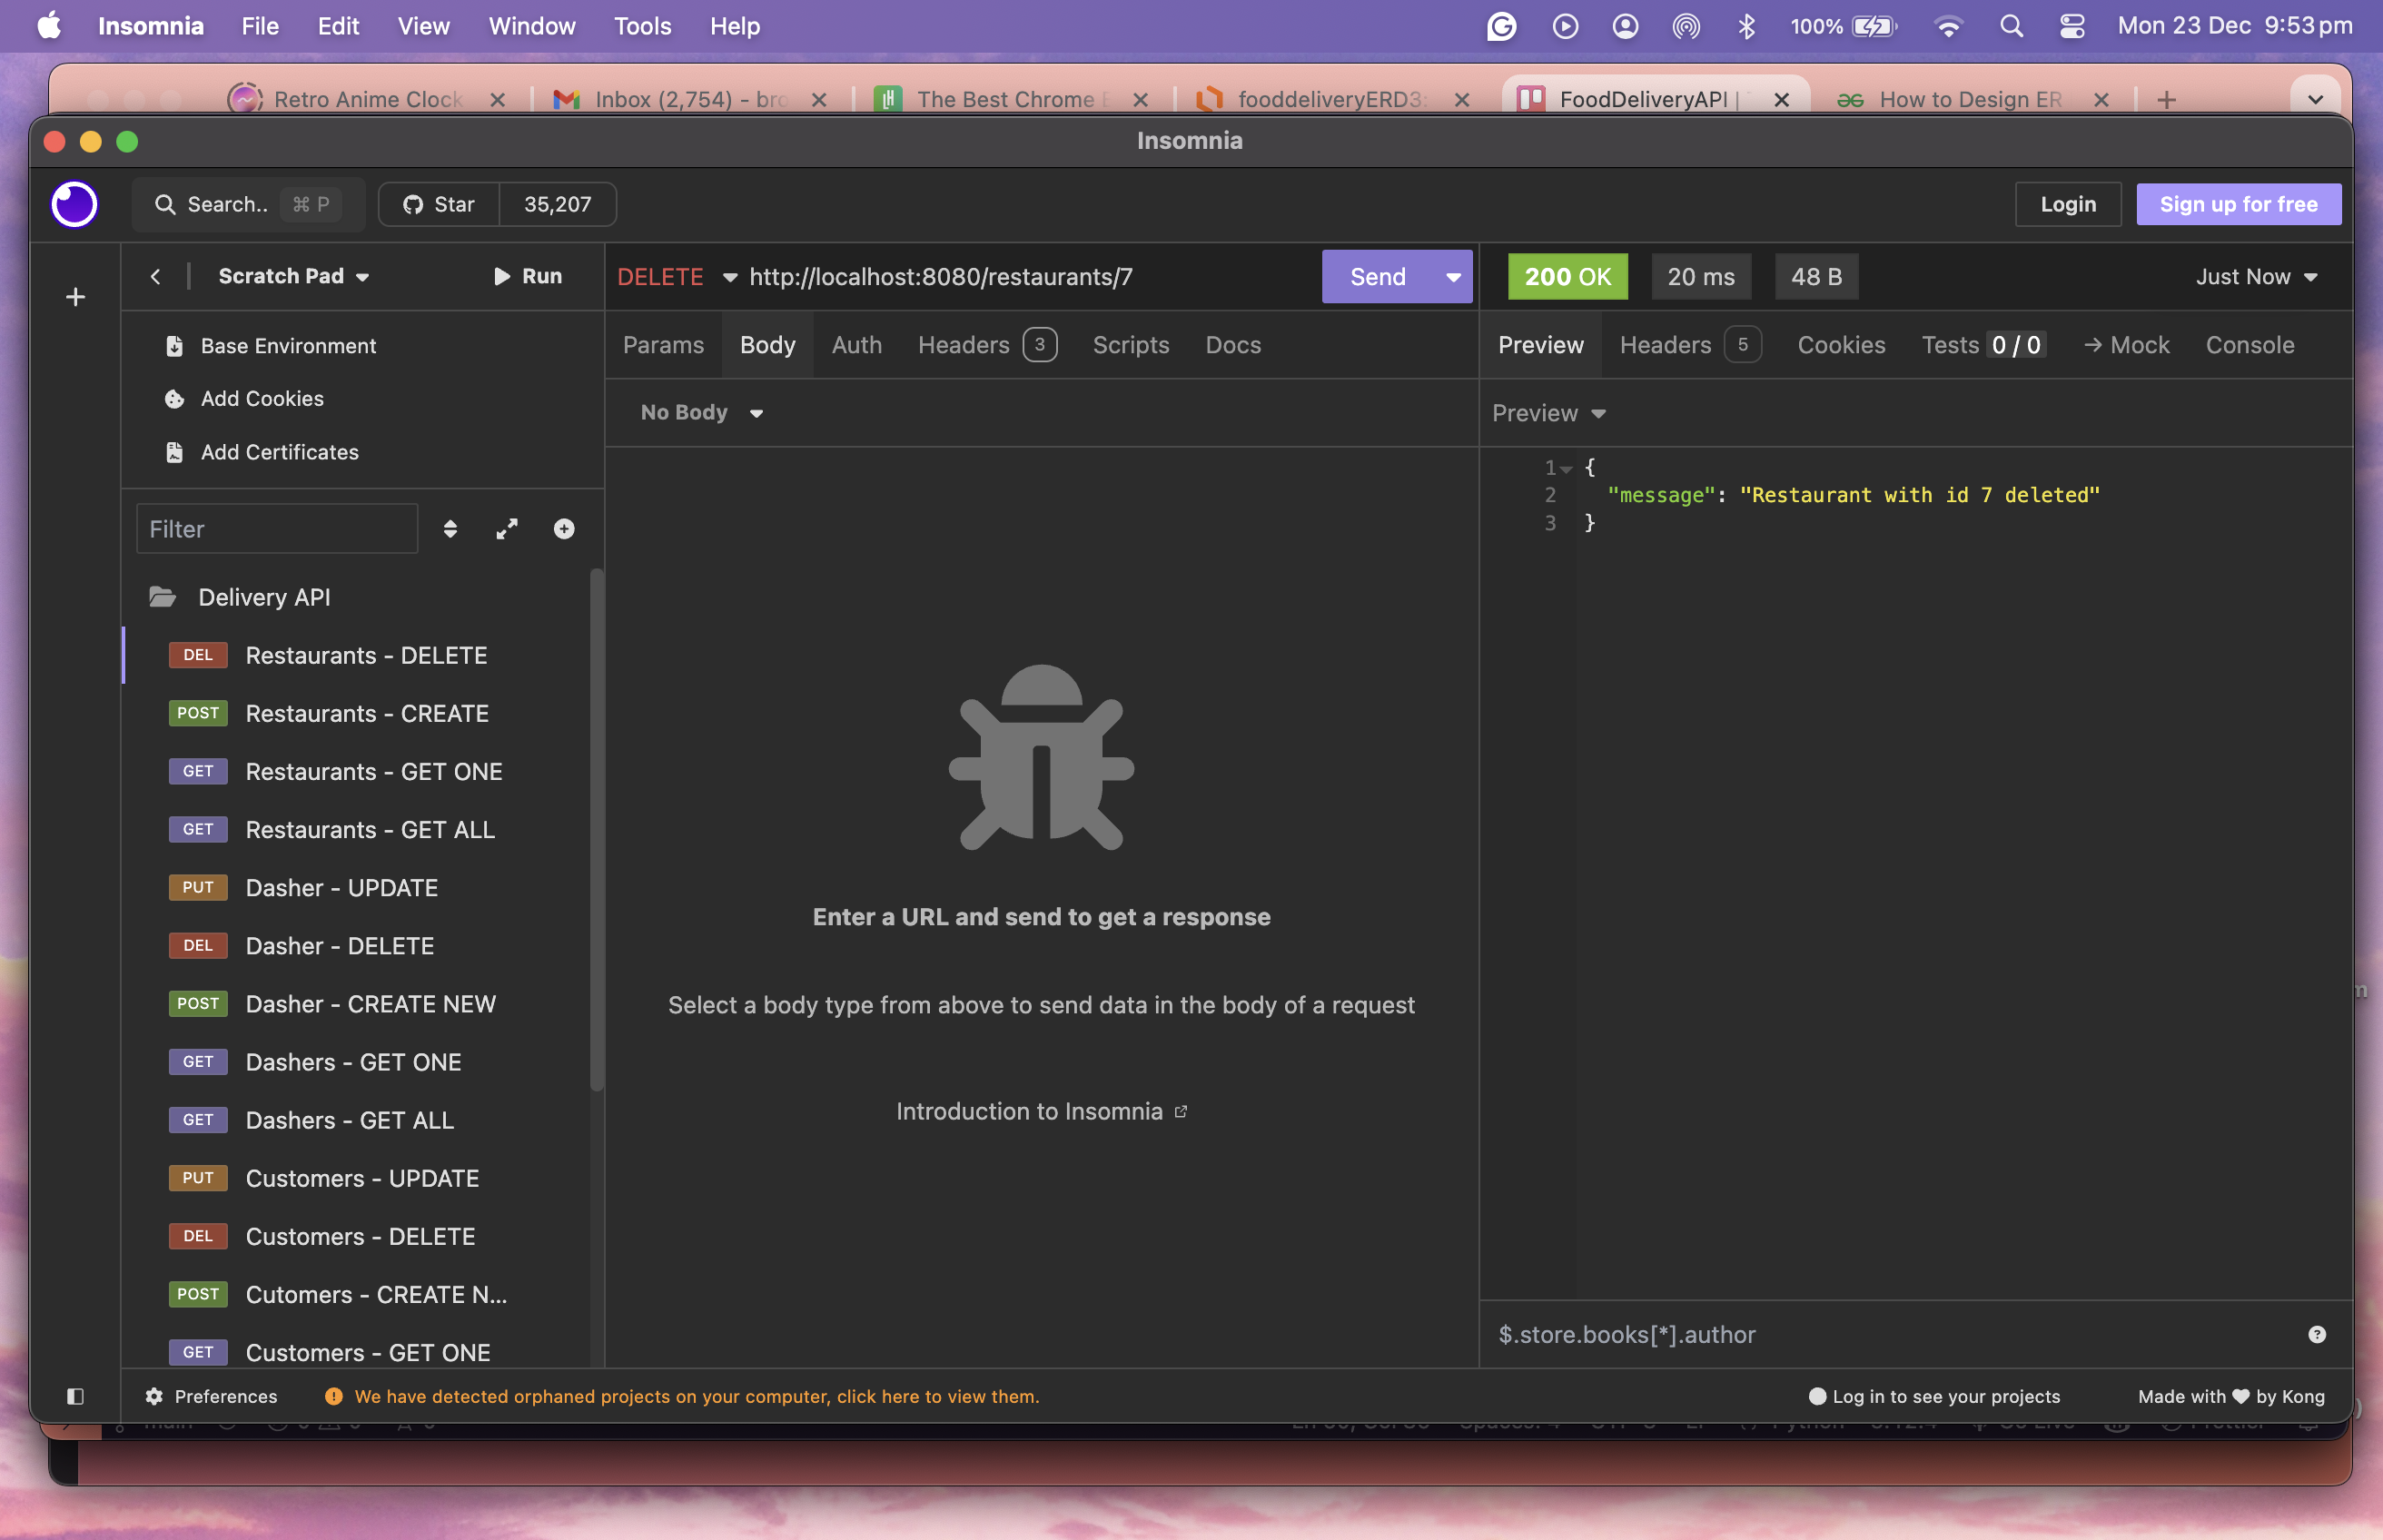 Insomnia File Edit View Window Tools Help 100% Mon 23 Dec 9:53 pm
Retro Anime Clock Inbox (2,754) - bro The Best Chrome E fooddeliveryERD3: FoodDeliveryAPI | How to Design ER
Insomnia
Search.. ⌘ P Star 35,207 Login Sign up for free
Scratch Pad Run DELETE http://localhost:8080/restaurants/7 Send 200 OK 20 ms 48 B Just Now
Params Body Auth Headers 3 Scripts Docs Preview Headers 5 Cookies Tests 0 / 0 → Mock Console
Base Environment
Add Cookies
Add Certificates
No Body
Preview
1 {
2 "message": "Restaurant with id 7 deleted"
3 }
Filter
Delivery API
DEL Restaurants - DELETE
POST Restaurants - CREATE
GET Restaurants - GET ONE
GET Restaurants - GET ALL
PUT Dasher - UPDATE
DEL Dasher - DELETE
POST Dasher - CREATE NEW
GET Dashers - GET ONE
GET Dashers - GET ALL
PUT Customers - UPDATE
DEL Customers - DELETE
POST Cutomers - CREATE N...
GET Customers - GET ONE
Enter a URL and send to get a response
Select a body type from above to send data in the body of a request
Introduction to Insomnia
$.store.books[*].author
Preferences We have detected orphaned projects on your computer, click here to view them. Log in to see your projects Made with ♥ by Kong